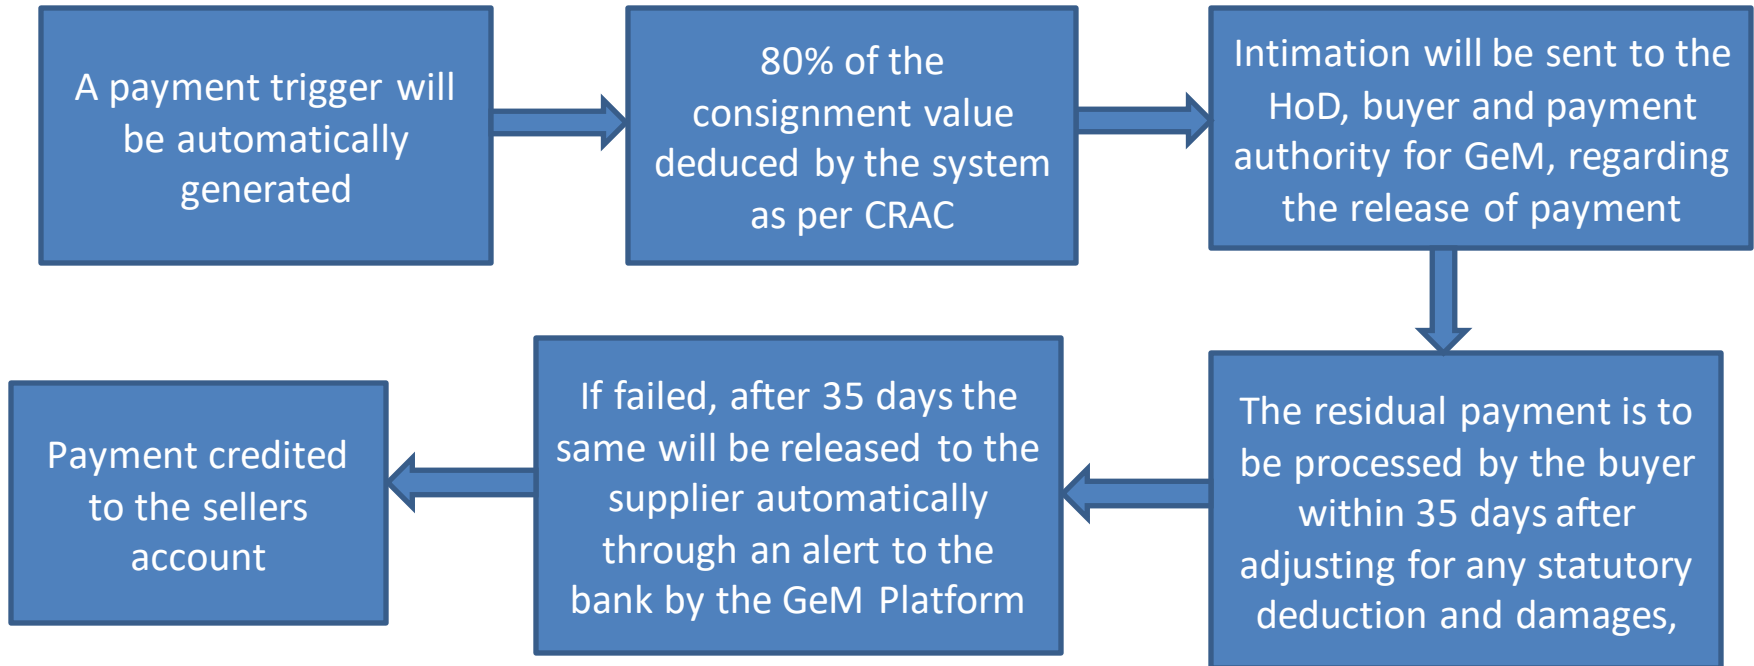 A payment trigger will
be automatically
generated
80% of the
consignment value
deduced by the system
as per CRAC
Intimation will be sent to the
HoD, buyer and payment
authority for GeM, regarding
the release of payment
The residual payment is to
be processed by the buyer
within 35 days after
adjusting for any statutory
deduction and damages,
If failed, after 35 days the
same will be released to the
supplier automatically
through an alert to the
bank by the GeM Platform
Payment credited
to the sellers
account